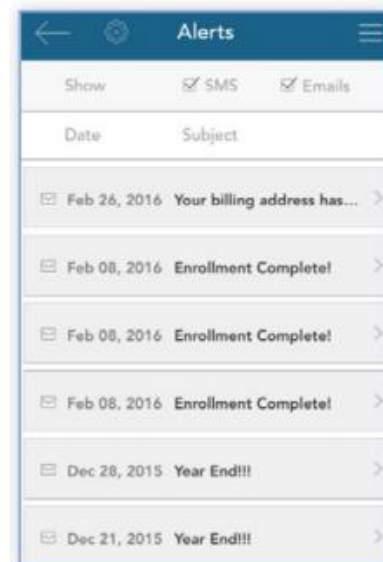 Alerts
Show SMS Emails
Date Subject
Feb 26, 2016 Your billing address has...
Feb 08, 2016 Enrollment Complete!
Feb 08, 2016 Enrollment Complete!
Feb 08, 2016 Enrollment Complete!
Dec 28, 2015 Year End!!!
Dec 21, 2015 Year End!!!